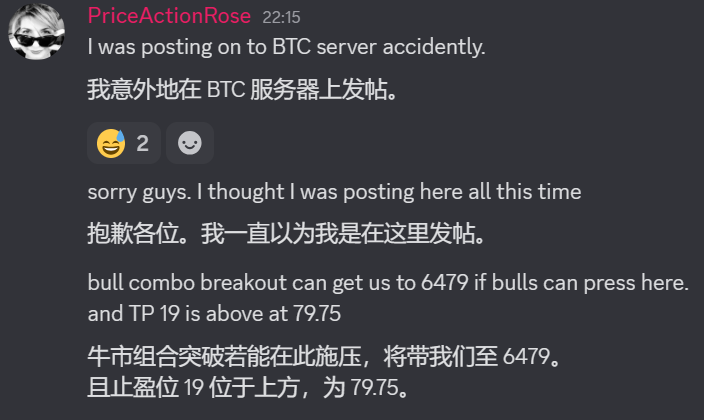 PriceActionRose 22:15
I was posting on to BTC server accidently.
我意外地在 BTC 服务器上发帖。
2
sorry guys. I thought I was posting here all this time
抱歉各位。我一直以为我是在这里发帖。
bull combo breakout can get us to 6479 if bulls can press here.
and TP 19 is above at 79.75
牛市组合突破若能在此施压，将带我们至 6479。
且止盈位 19 位于上方，为 79.75。